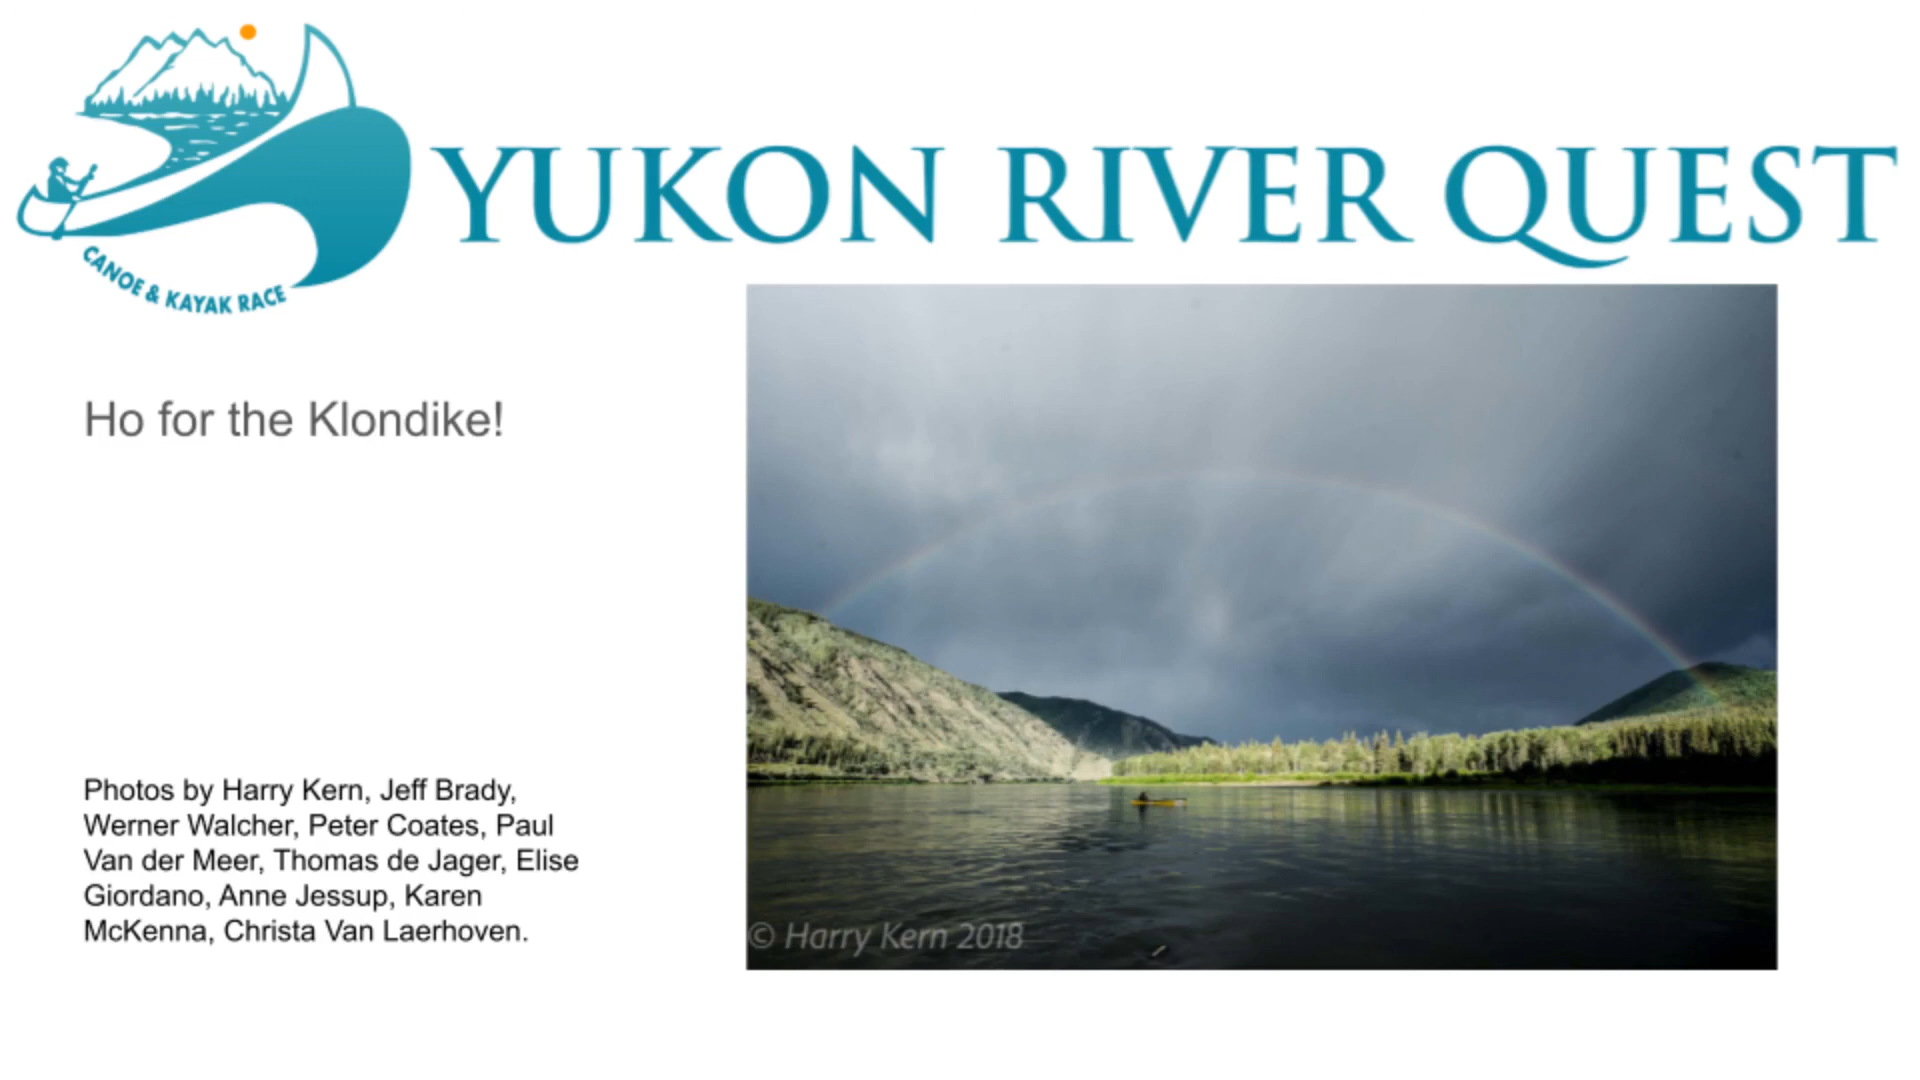 YUKON RIVER QUEST
CANOE & KAYAK RACE
Ho for the Klondike!
Photos by Harry Kern, Jeff Brady,
Werner Walcher, Peter Coates, Paul
Van der Meer, Thomas de Jager, Elise
Giordano, Anne Jessup, Karen
McKenna, Christa Van Laerhoven.
© Harry Kern 2018